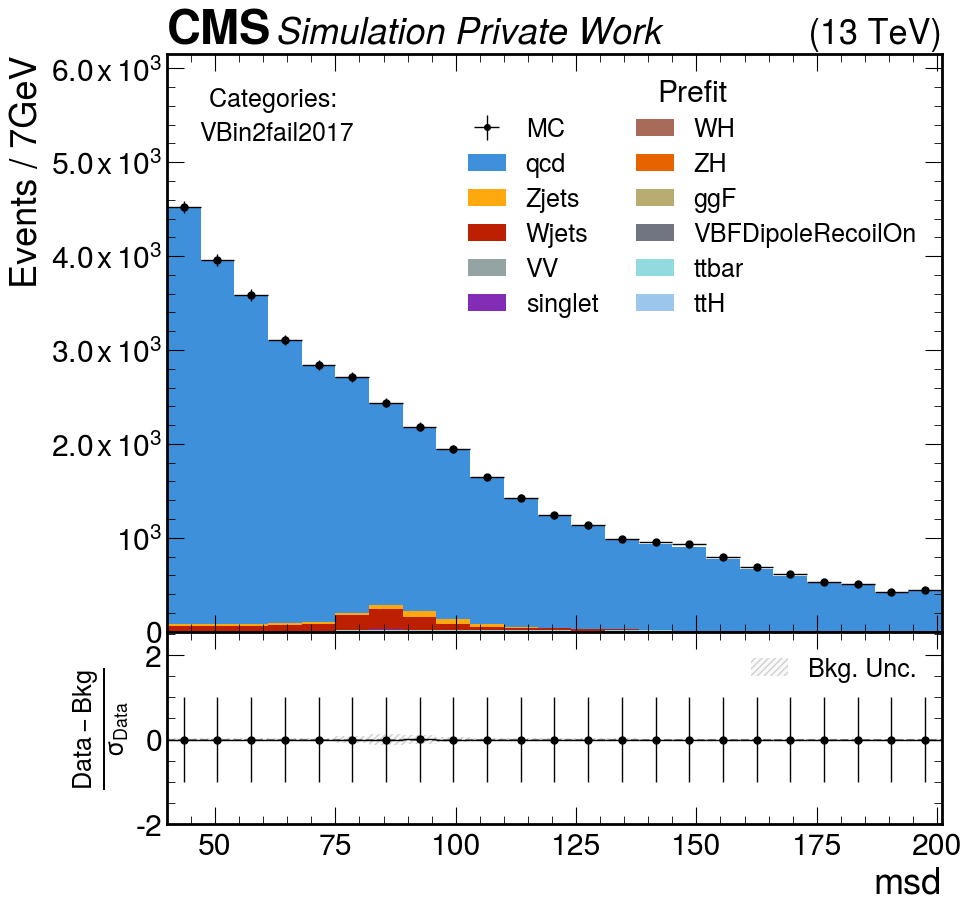 CMS Simulation Private Work (13 TeV)
Events / 7GeV
6.0 x 10³
5.0 x 10³
4.0 x 10³
3.0 x 10³
2.0 x 10³
10³
0
Categories:
VBin2fail2017
Prefit
MC
qcd
Zjets
Wjets
VV
singlet
WH
ZH
ggF
VBFDipoleRecoilOn
ttbar
ttH
Data – Bkg
σData
2
0
-2
Bkg. Unc.
50 75 100 125 150 175 200
msd